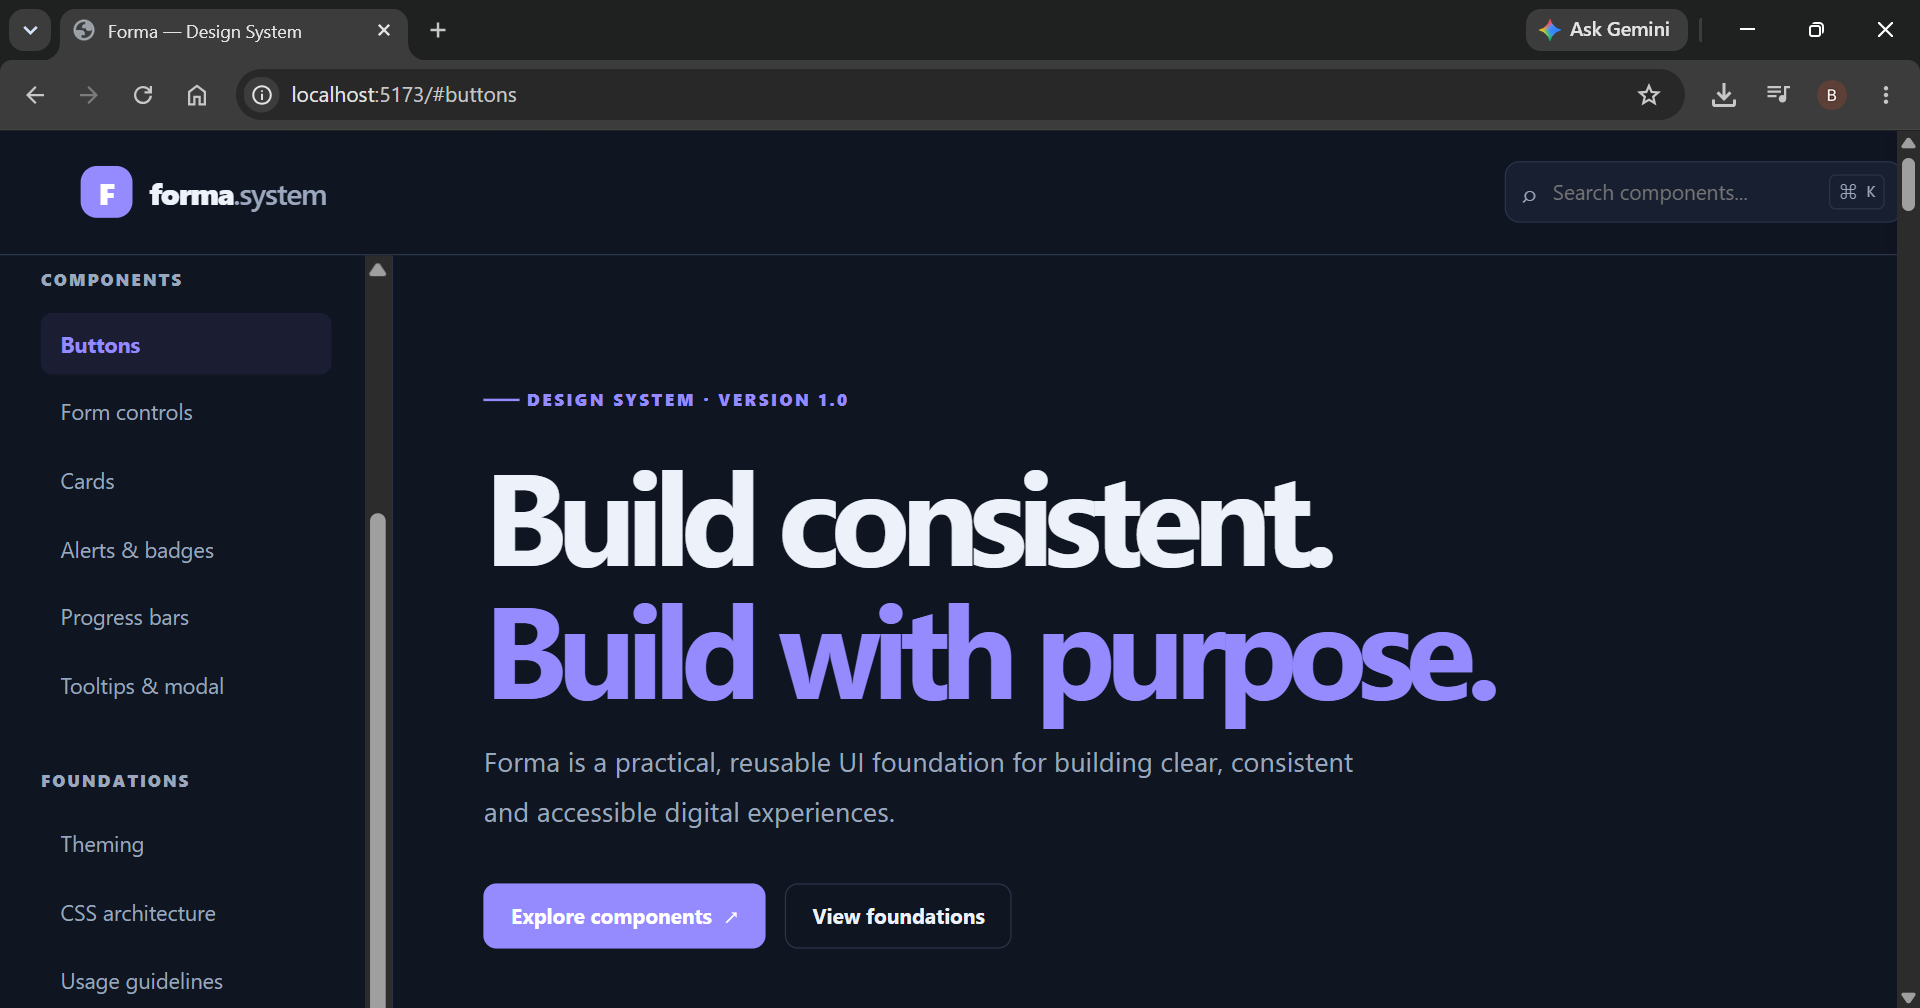 Forma — Design System
Ask Gemini
localhost:5173/#buttons
B
F
forma.system
Search components...
⌘ K
COMPONENTS
Buttons
Form controls
Cards
Alerts & badges
Progress bars
Tooltips & modal
FOUNDATIONS
Theming
CSS architecture
Usage guidelines
DESIGN SYSTEM · VERSION 1.0
Build consistent.
Build with purpose.
Forma is a practical, reusable UI foundation for building clear, consistent
and accessible digital experiences.
Explore components ↗
View foundations